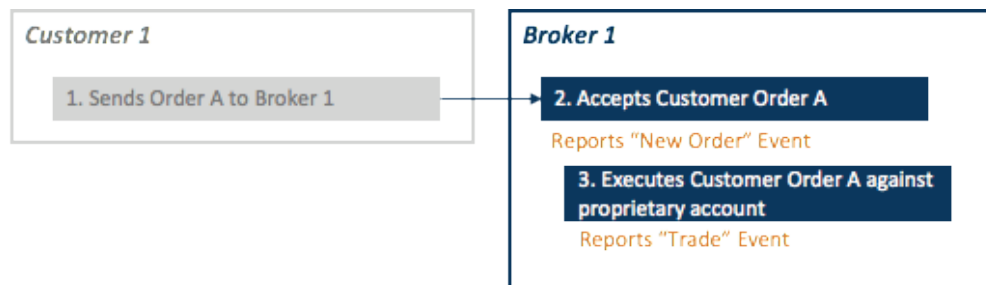 Customer 1
1. Sends Order A to Broker 1
Broker 1
2. Accepts Customer Order A
Reports “New Order” Event
3. Executes Customer Order A against
proprietary account
Reports “Trade” Event